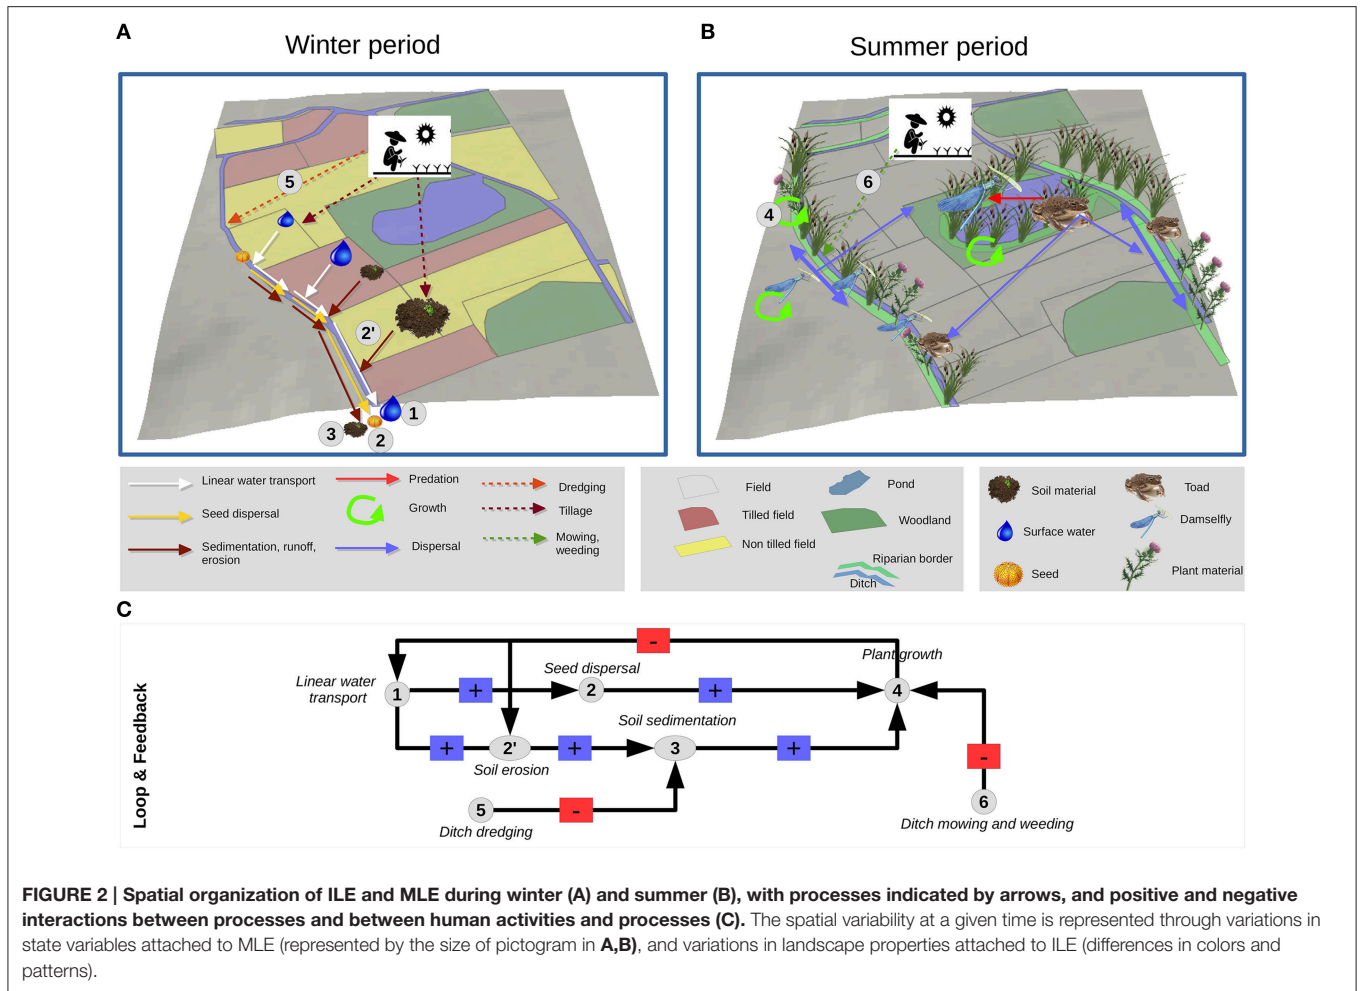 A
Winter period
B
Summer period
5
2'
1
2
3
4
6
Linear water transport
Seed dispersal
Sedimentation, runoff,
erosion
Predation
Growth
Dispersal
Dredging
Tillage
Mowing,
weeding
Field
Tilled field
Non tilled field
Pond
Woodland
Riparian border
Ditch
Soil material
Surface water
Seed
Toad
Damselfly
Plant material
C
Loop & Feedback
-
Plant growth
Seed dispersal
Linear water
transport
1
+
2
+
4
Soil sedimentation
+
2'
+
3
+
-
Soil erosion
5
-
6
Ditch dredging
Ditch mowing and weeding
FIGURE 2 | Spatial organization of ILE and MLE during winter (A) and summer (B), with processes indicated by arrows, and positive and negative
interactions between processes and between human activities and processes (C). The spatial variability at a given time is represented through variations in
state variables attached to MLE (represented by the size of pictogram in A,B), and variations in landscape properties attached to ILE (differences in colors and
patterns).